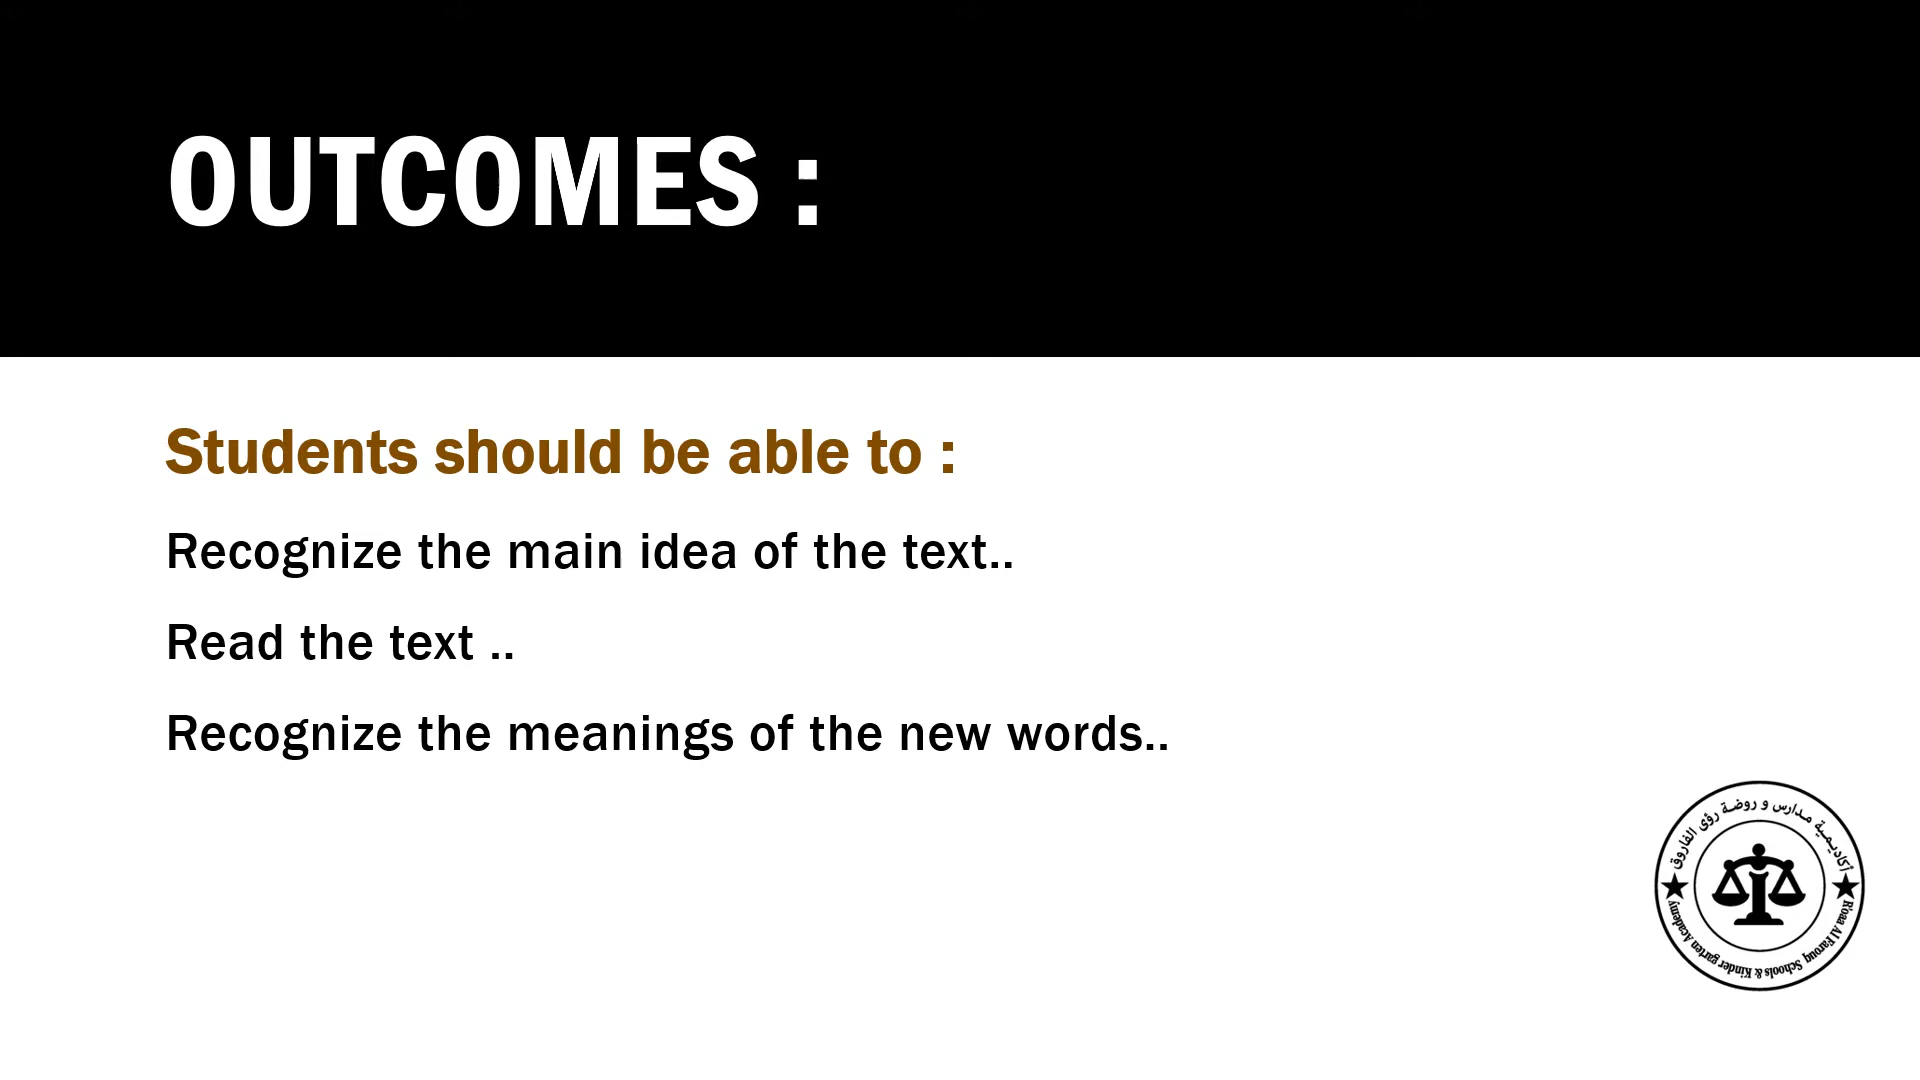 OUTCOMES :
Students should be able to :
Recognize the main idea of the text..
Read the text ..
Recognize the meanings of the new words..
أكاديمية مدارس و روضة رؤى الفاروق
Roaa Al Farouq Schools & Kinder garten Academy